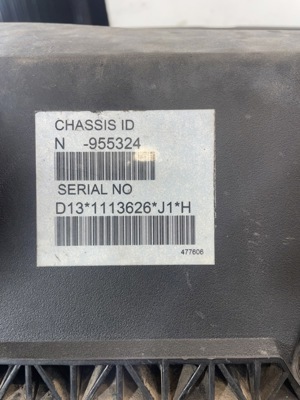 CHASSIS ID
N -955324
SERIAL NO
D13*1113626*J1*H
477606